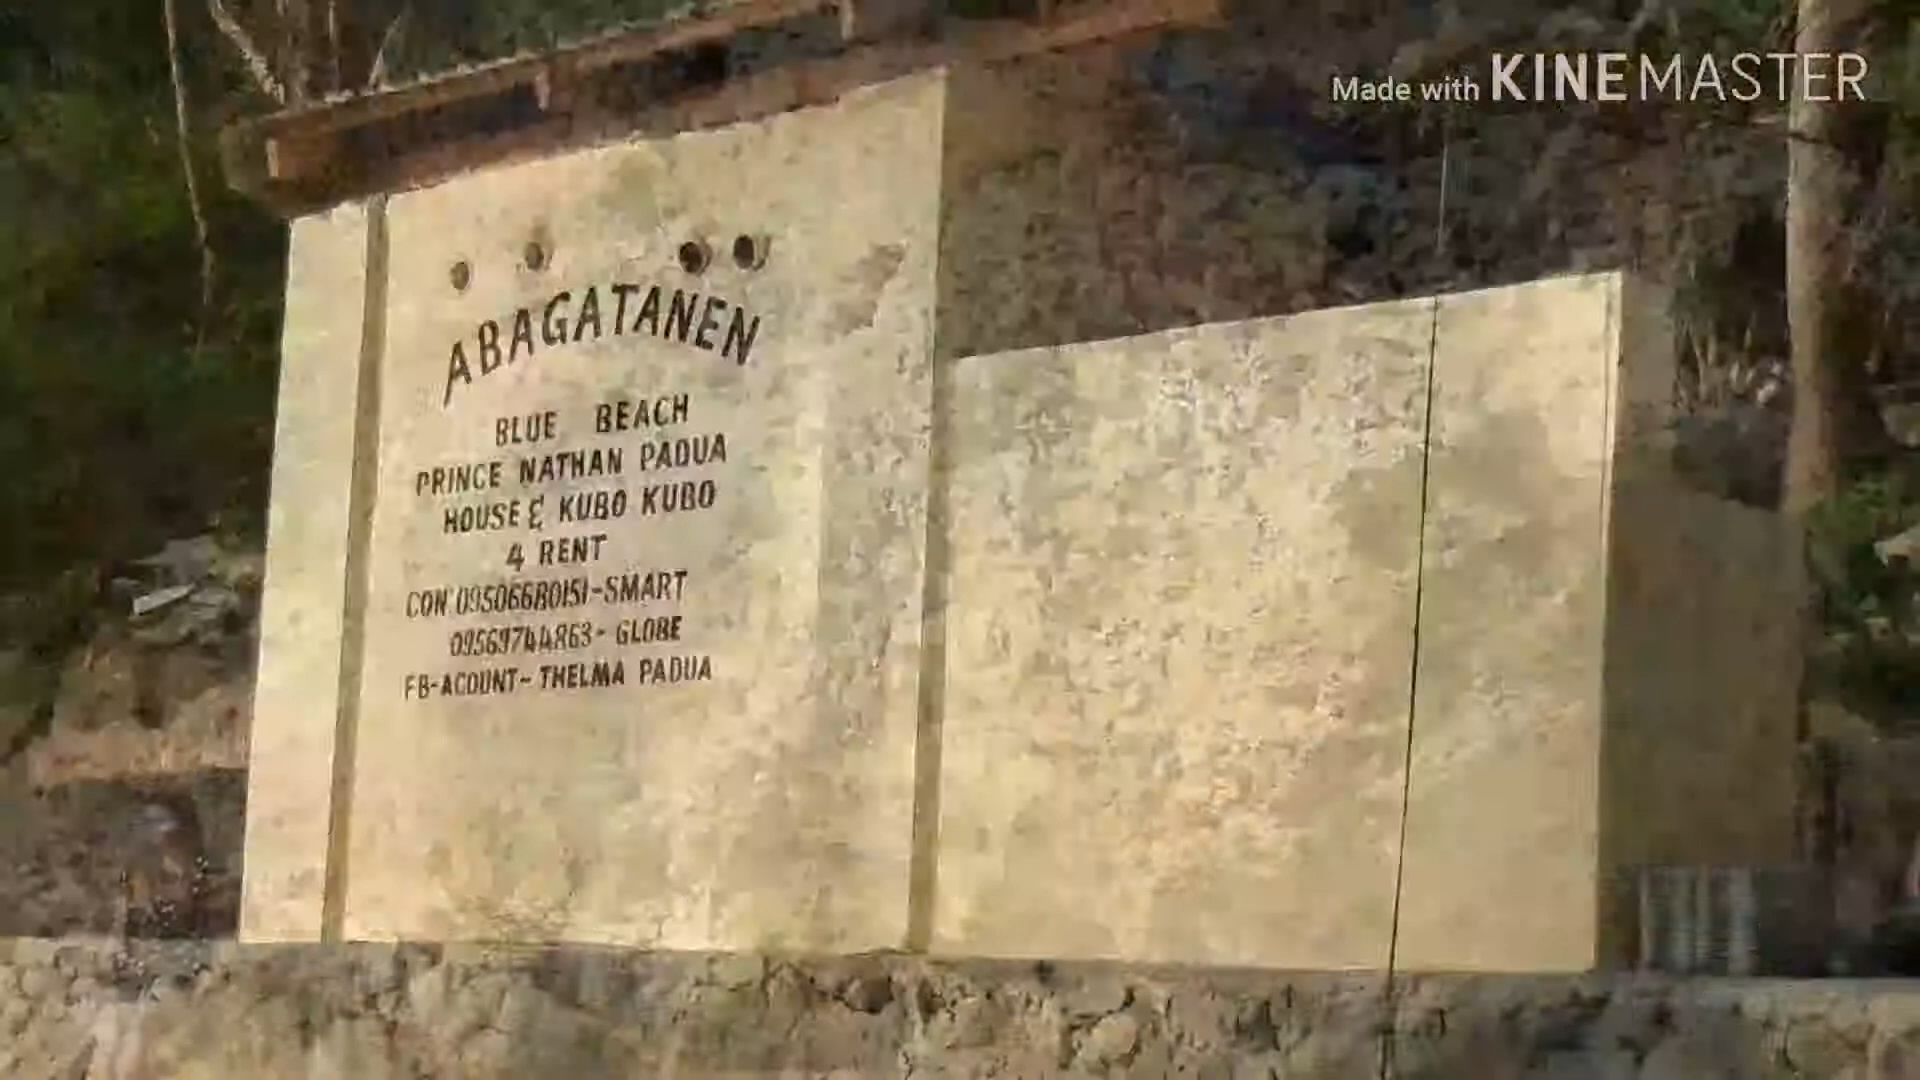 Made with KINEMASTER
ABAGATANEN
BLUE BEACH
PRINCE NATHAN PADUA
HOUSE & KUBO KUBO
4 RENT
CON' 09506680151-SMART
09569744863- GLOBE
FB-ACOUNT- THELMA PADUA